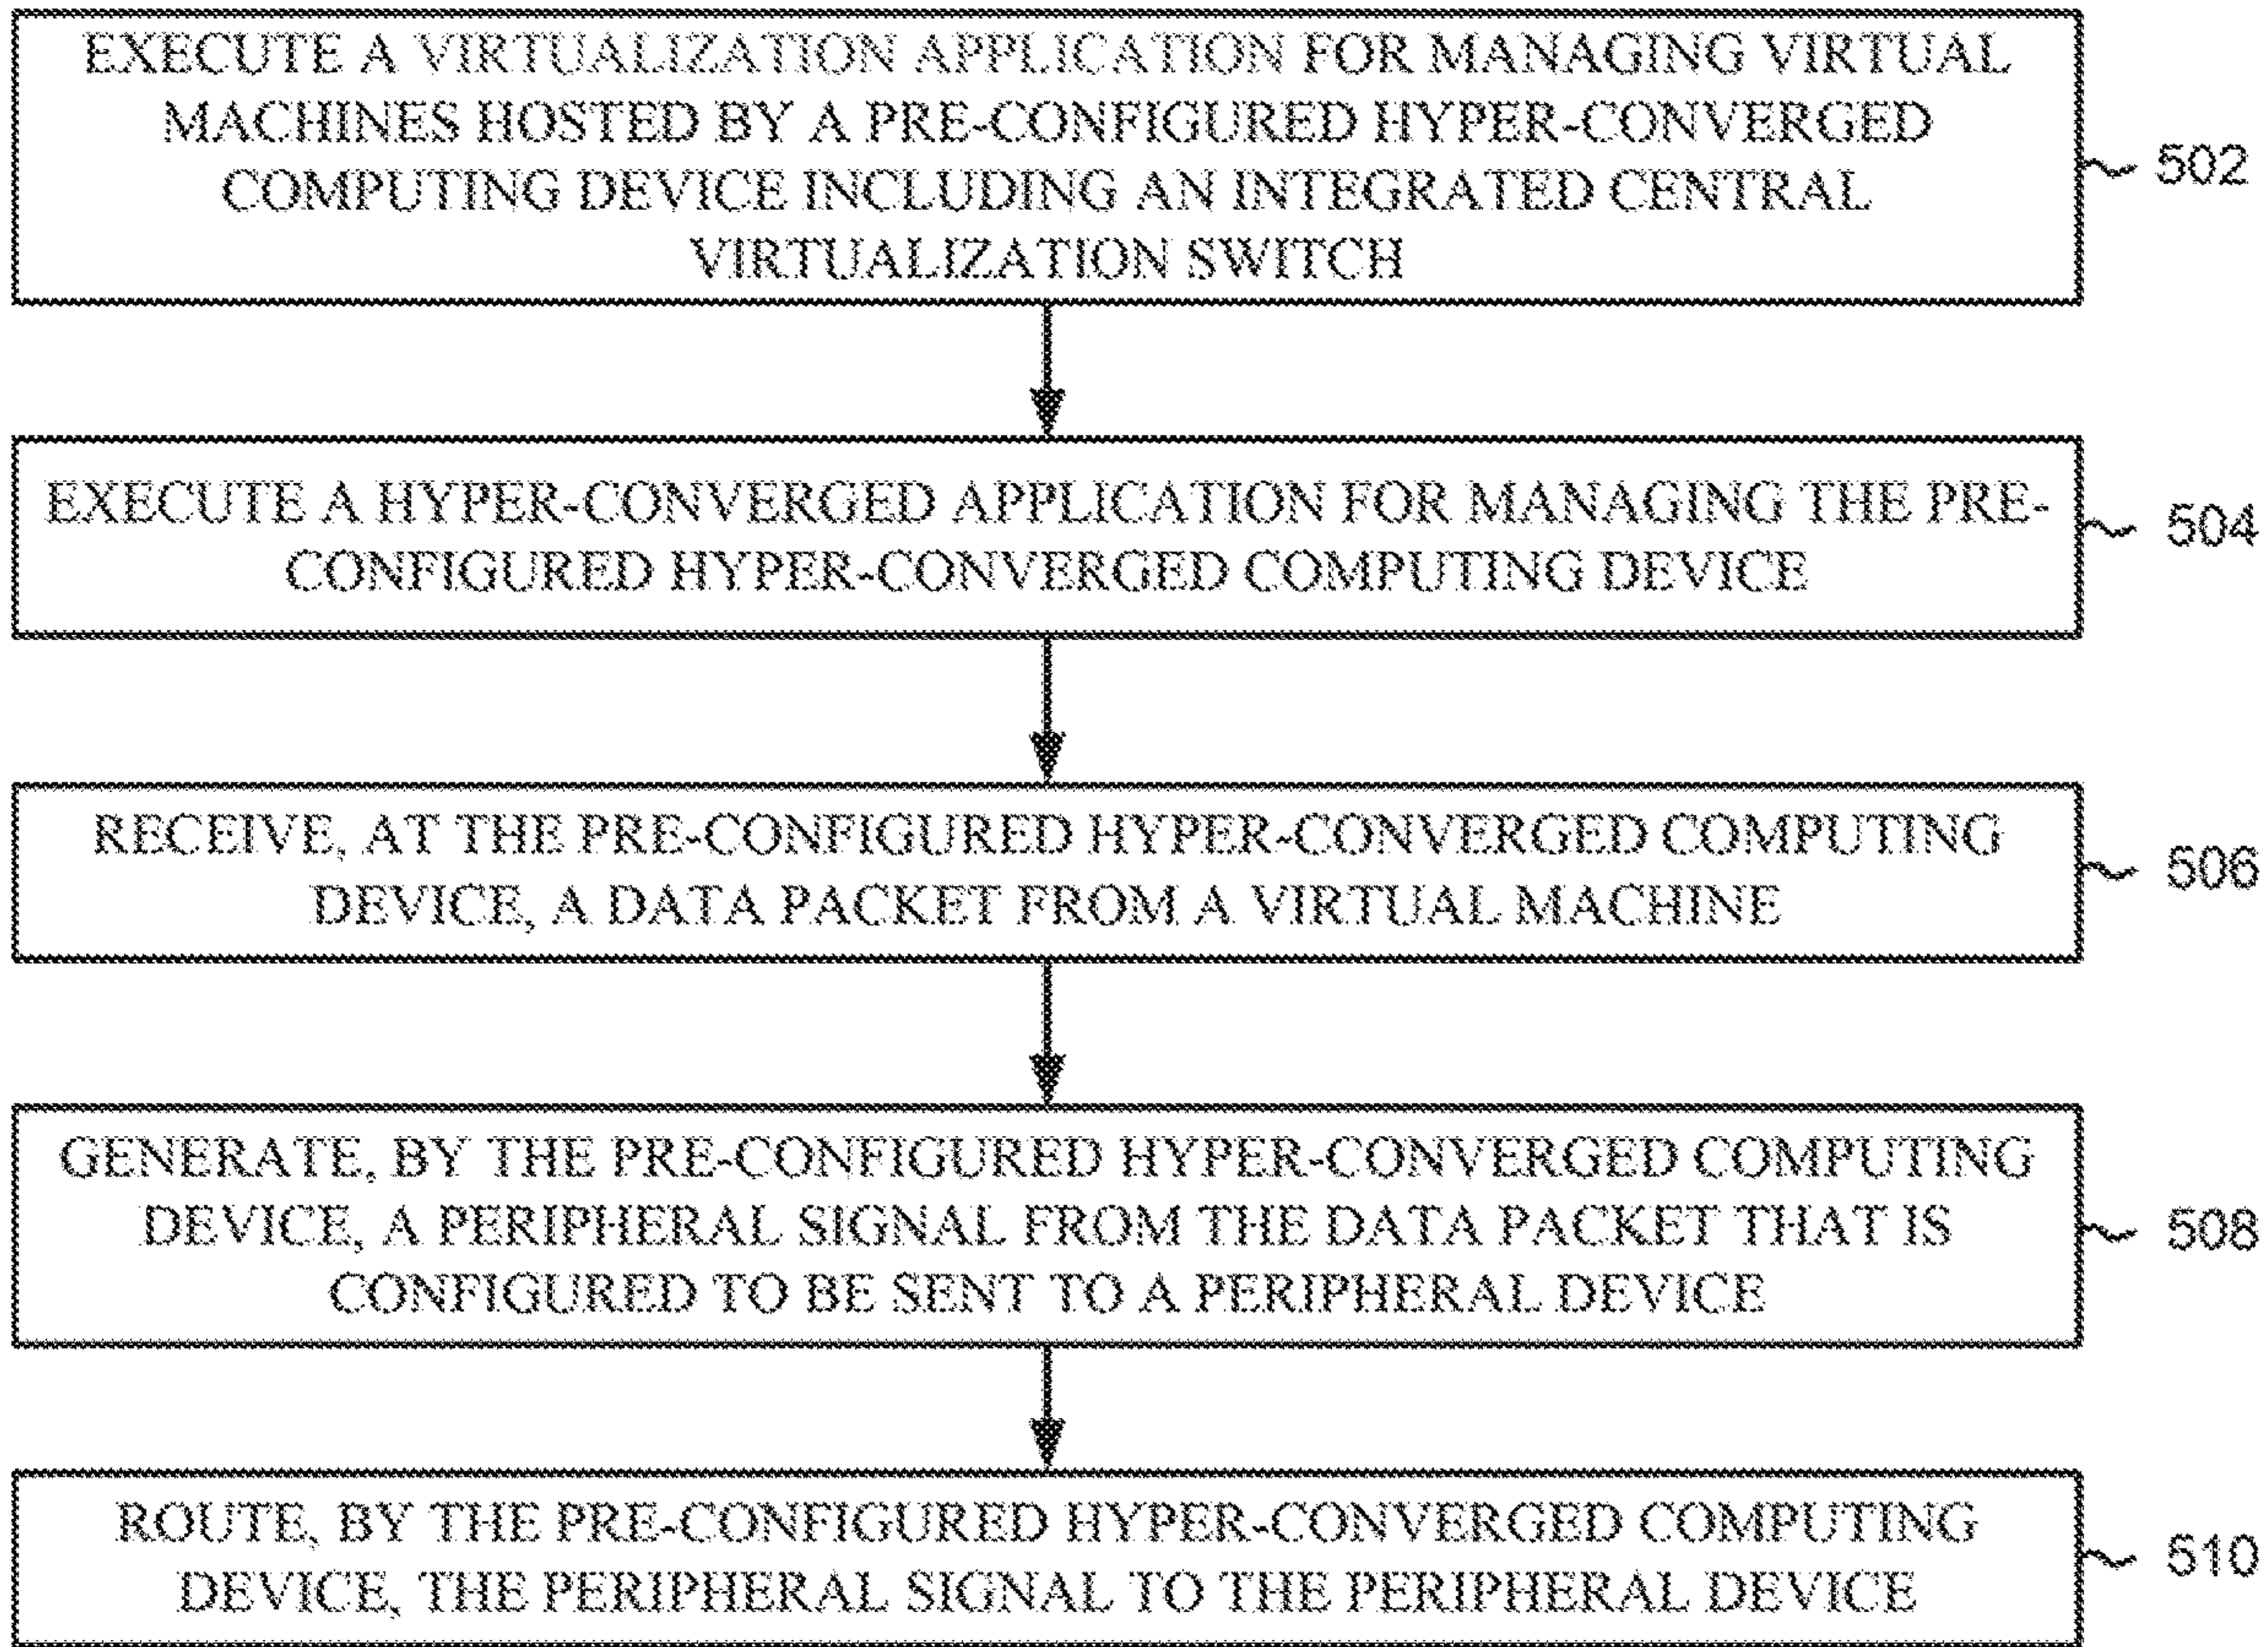 EXECUTE A VIRTUALIZATION APPLICATION FOR MANAGING VIRTUAL
MACHINES HOSTED BY A PRE-CONFIGURED HYPER-CONVERGED
COMPUTING DEVICE INCLUDING AN INTEGRATED CENTRAL
VIRTUALIZATION SWITCH
502
EXECUTE A HYPER-CONVERGED APPLICATION FOR MANAGING THE PRE-
CONFIGURED HYPER-CONVERGED COMPUTING DEVICE
504
RECEIVE, AT THE PRE-CONFIGURED HYPER-CONVERGED COMPUTING
DEVICE, A DATA PACKET FROM A VIRTUAL MACHINE
506
GENERATE, BY THE PRE-CONFIGURED HYPER-CONVERGED COMPUTING
DEVICE, A PERIPHERAL SIGNAL FROM THE DATA PACKET THAT IS
CONFIGURED TO BE SENT TO A PERIPHERAL DEVICE
508
ROUTE, BY THE PRE-CONFIGURED HYPER-CONVERGED COMPUTING
DEVICE, THE PERIPHERAL SIGNAL TO THE PERIPHERAL DEVICE
510